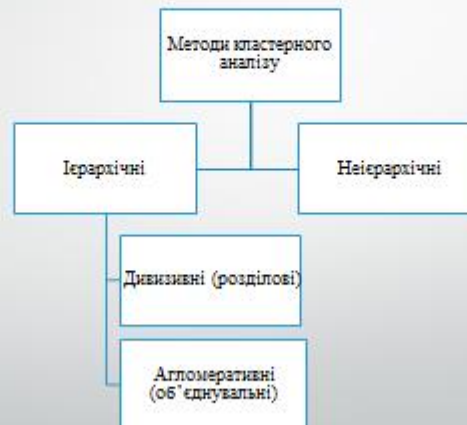 Методи кластерного
аналізу
Ієрархічні
Неієрархічні
Дивизивні (розділові)
Агломеративні
(об'єднувальні)